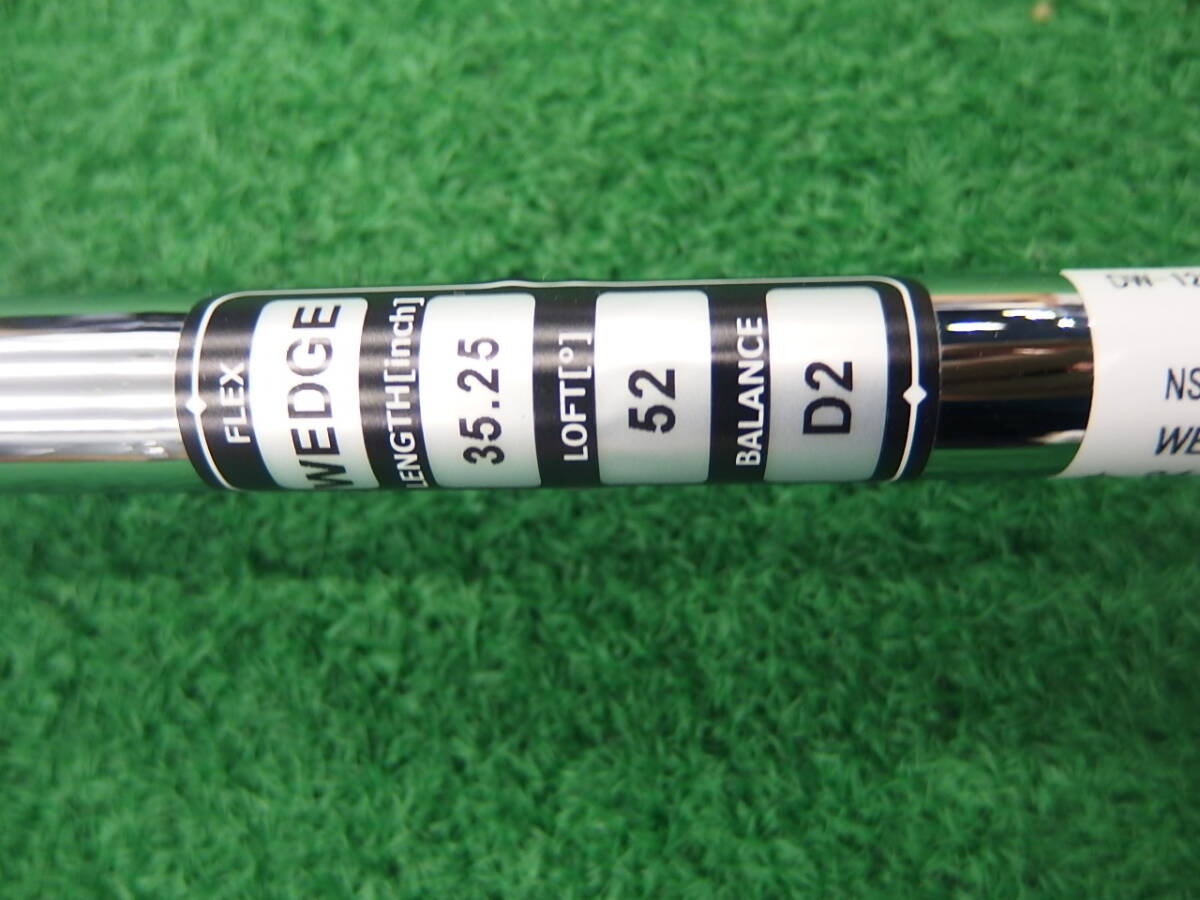 FLEX
WEDGE
LENGTH[inch]
35.25
LOFT[°]
52
BALANCE
D2
NS
WE